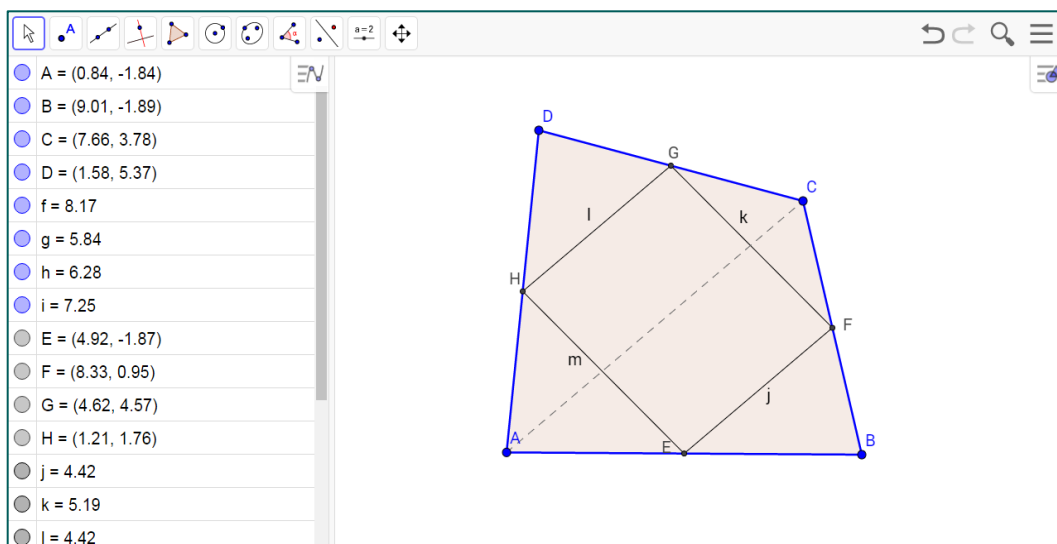 A
a=2
A = (0.84, -1.84)
B = (9.01, -1.89)
C = (7.66, 3.78)
D = (1.58, 5.37)
f = 8.17
g = 5.84
h = 6.28
i = 7.25
E = (4.92, -1.87)
F = (8.33, 0.95)
G = (4.62, 4.57)
H = (1.21, 1.76)
j = 4.42
k = 5.19
l = 4.42
D
G
C
l
k
H
F
m
j
A
E
B